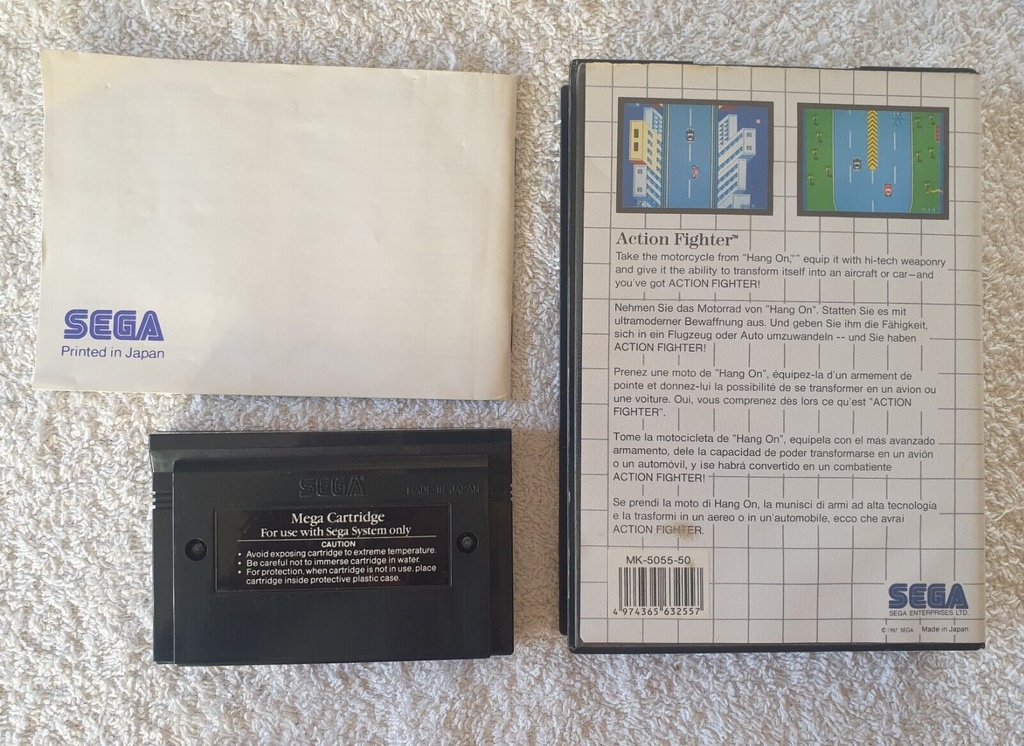 SEGA
Printed in Japan
SEGA
MADE IN JAPAN
Mega Cartridge
For use with Sega System only
CAUTION
• Avoid exposing cartridge to extreme temperature.
• Be careful not to immerse cartridge in water.
• For protection, when cartridge is not in use, place
cartridge inside protective plastic case.
Action Fighter™
Take the motorcycle from "Hang On,"" equip it with hi-tech weaponry
and give it the ability to transform itself into an aircraft or car—and
you've got ACTION FIGHTER!
Nehmen Sie das Motorrad von "Hang On". Statten Sie es mit
ultramoderner Bewaffnung aus. Und geben Sie ihm die Fähigkeit,
sich in ein Flugzeug oder Auto umzuwandeln -- und Sie haben
ACTION FIGHTER!
Prenez une moto de "Hang On", équipez-la d'un armement de
pointe et donnez-lui la possibilité de se transformer en un avion ou
une voiture. Oui, vous comprenez dès lors ce qu'est "ACTION
FIGHTER".
Tome la motocicleta de "Hang On", equipela con el más avanzado
armamento, dele la capacidad de poder transformarse en un avión
o un automóvil, y ise habrá convertido en un combatiente
ACTION FIGHTER!
Se prendi la moto di Hang On, la munisci di armi ad alta tecnologia
e la trasformi in un aereo o in un'automobile, ecco che avrai
ACTION FIGHTER.
MK-5055-50
4 974365 632557
SEGA
SEGA ENTERPRISES LTD.
© 1987 SEGA Made in Japan